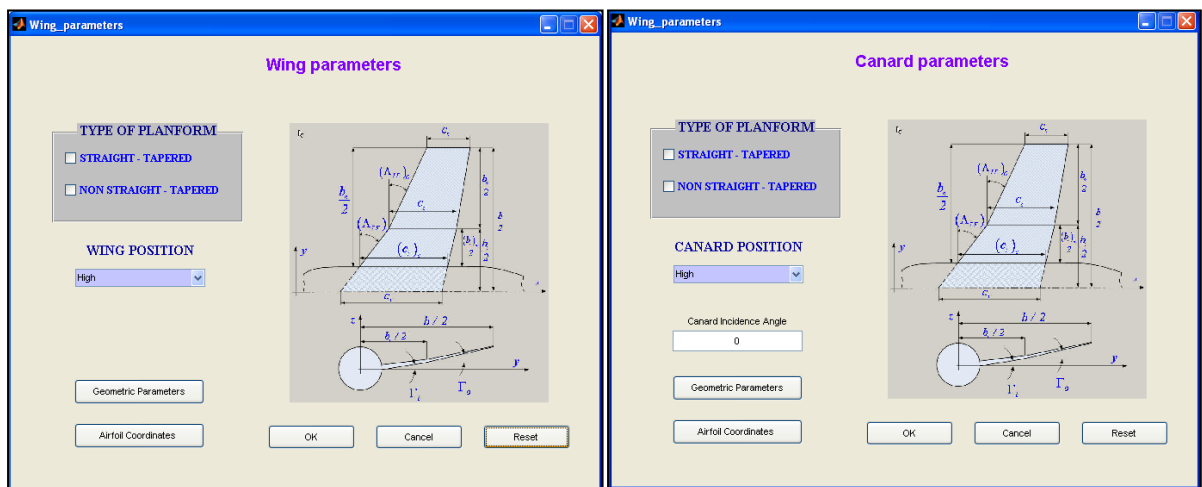 Wing_parameters
Wing parameters
TYPE OF PLANFORM
STRAIGHT - TAPERED
NON STRAIGHT - TAPERED
WING POSITION
High
Geometric Parameters
Airfoil Coordinates
OK
Cancel
Reset
y
z
b / 2
y
Wing_parameters
Canard parameters
TYPE OF PLANFORM
STRAIGHT - TAPERED
NON STRAIGHT - TAPERED
CANARD POSITION
High
Canard Incidence Angle
0
Geometric Parameters
Airfoil Coordinates
OK
Cancel
Reset
y
z
b / 2
y